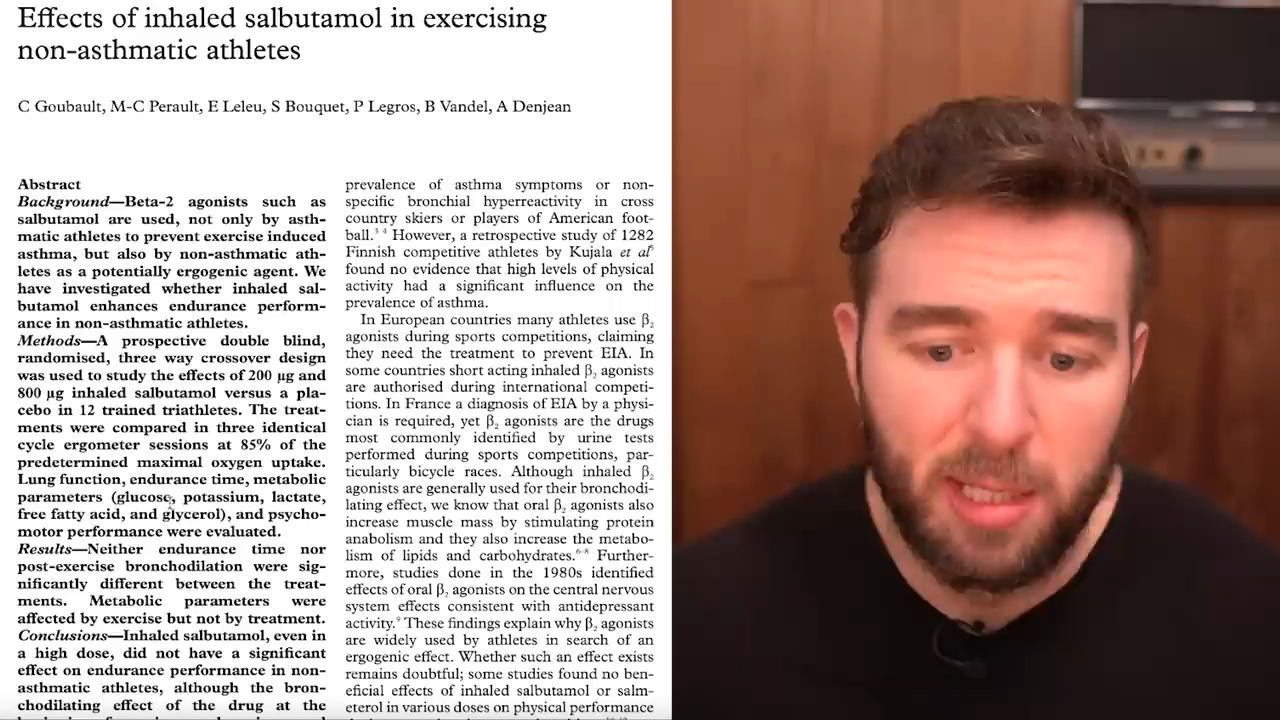 Effects of inhaled salbutamol in exercising
non-asthmatic athletes
C Goubault, M-C Perault, E Leleu, S Bouquet, P Legros, B Vandel, A Denjean
Abstract
Background—Beta-2 agonists such as
salbutamol are used, not only by asth-
matic athletes to prevent exercise induced
asthma, but also by non-asthmatic ath-
letes as a potentially ergogenic agent. We
have investigated whether inhaled sal-
butamol enhances endurance perform-
ance in non-asthmatic athletes.
Methods—A prospective double blind,
randomised, three way crossover design
was used to study the effects of 200 µg and
800 µg inhaled salbutamol versus a pla-
cebo in 12 trained triathletes. The treat-
ments were compared in three identical
cycle ergometer sessions at 85% of the
predetermined maximal oxygen uptake.
Lung function, endurance time, metabolic
parameters (glucose, potassium, lactate,
free fatty acid, and glycerol), and psycho-
motor performance were evaluated.
Results—Neither endurance time nor
post-exercise bronchodilation were sig-
nificantly different between the treat-
ments. Metabolic parameters were
affected by exercise but not by treatment.
Conclusions—Inhaled salbutamol, even in
a high dose, did not have a significant
effect on endurance performance in non-
asthmatic athletes, although the bron-
chodilating effect of the drug at the
prevalence of asthma symptoms or non-
specific bronchial hyperreactivity in cross
country skiers or players of American foot-
ball.3 4 However, a retrospective study of 1282
Finnish competitive athletes by Kujala et al5
found no evidence that high levels of physical
activity had a significant influence on the
prevalence of asthma.
In European countries many athletes use β2
agonists during sports competitions, claiming
they need the treatment to prevent EIA. In
some countries short acting inhaled β2 agonists
are authorised during international competi-
tions. In France a diagnosis of EIA by a physi-
cian is required, yet β2 agonists are the drugs
most commonly identified by urine tests
performed during sports competitions, par-
ticularly bicycle races. Although inhaled β2
agonists are generally used for their bronchodi-
lating effect, we know that oral β2 agonists also
increase muscle mass by stimulating protein
anabolism and they also increase the metabo-
lism of lipids and carbohydrates.6–8 Further-
more, studies done in the 1980s identified
effects of oral β2 agonists on the central nervous
system effects consistent with antidepressant
activity.9 These findings explain why β2 agonists
are widely used by athletes in search of an
ergogenic effect. Whether such an effect exists
remains doubtful; some studies found no ben-
eficial effects of inhaled salbutamol or salm-
eterol in various doses on physical performance